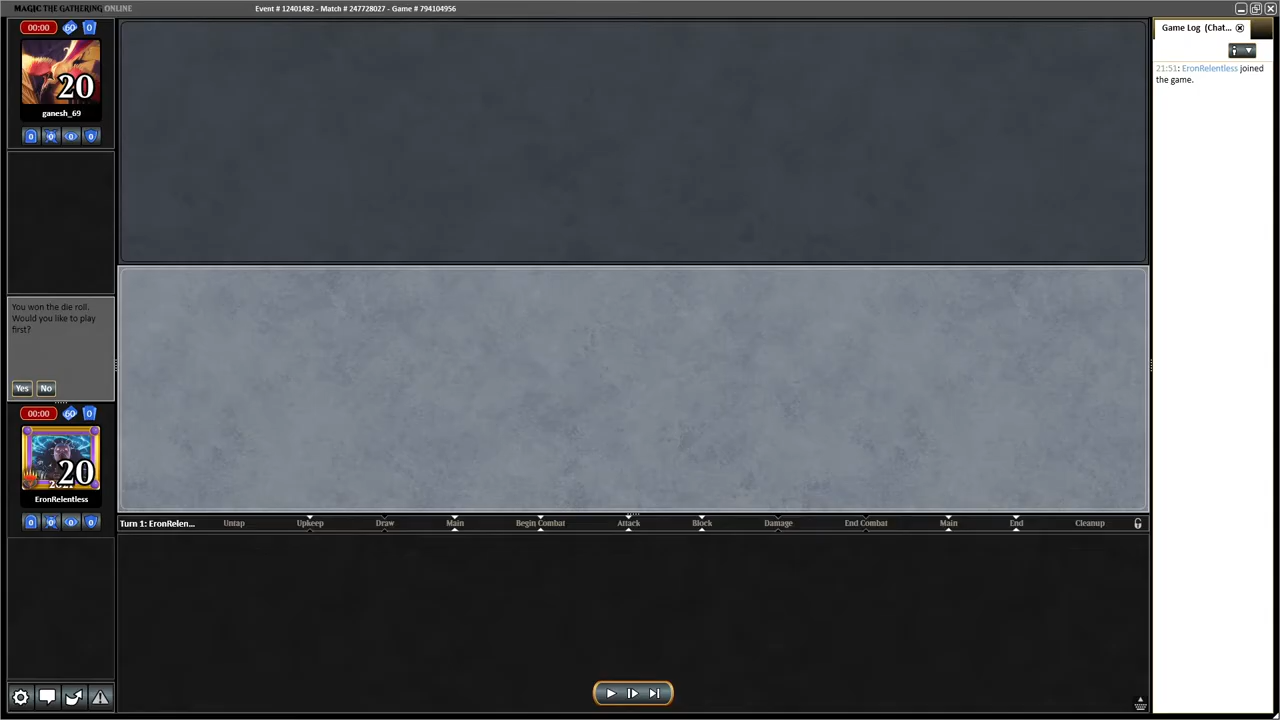 MAGIC THE GATHERING ONLINE
Event # 12401482 - Match # 247728027 - Game # 794104956
00:00 60 0
20
ganesh_69
0 0 0 0
Game Log (Chat...
21:51: EronRelentless joined
the game.
You won the die roll.
Would you like to play
first?
Yes No
00:00 60 0
20
EronRelentless
0 0 0 0
Turn 1: EronRelen... Untap Upkeep Draw Main Begin Combat Attack Block Damage End Combat Main End Cleanup